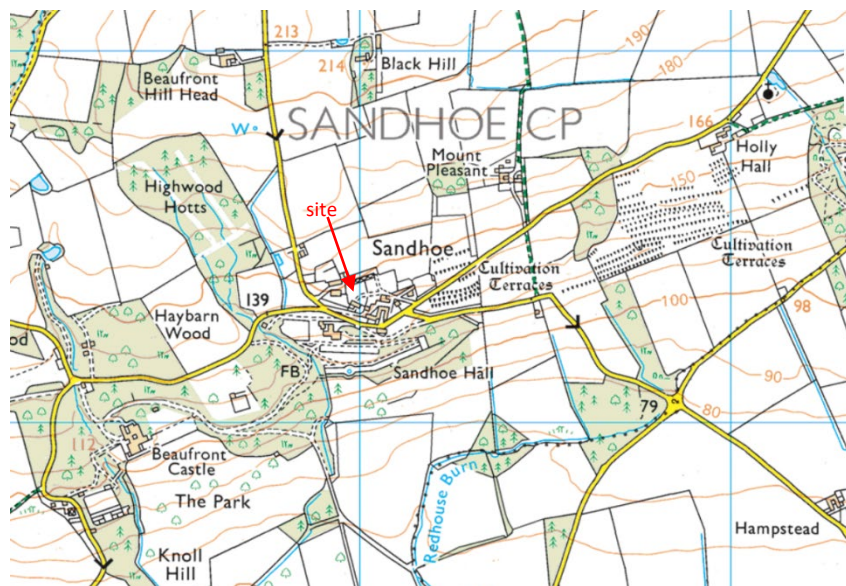 213
190
180
Beaufront
Hill Head
214
Black Hill
W
SANDHOE CP
166
Holly
Hall
Mount
Pleasant
150
Highwood
Hotts
site
Sandhoe
Cultivation
Terraces
Cultivation
Terraces
139
100
98
Haybarn
Wood
FB
Sandhoe Hall
90
79
80
112
Beaufront
Castle
The Park
Redhouse Burn
Hampstead
Knoll
Hill